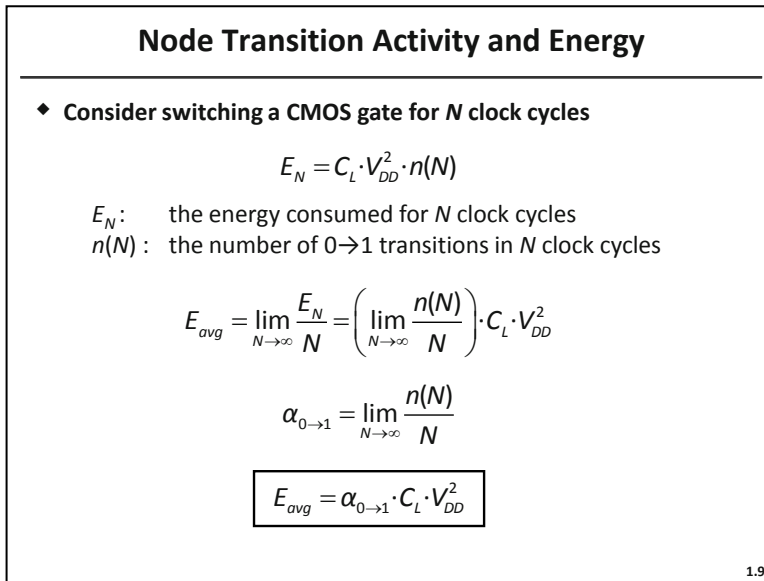 Node Transition Activity and Energy
◆ Consider switching a CMOS gate for N clock cycles
E_N = C_L · V_DD^2 · n(N)
E_N : the energy consumed for N clock cycles
n(N) : the number of 0→1 transitions in N clock cycles
E_avg = lim_{N→∞} E_N / N = ( lim_{N→∞} n(N) / N ) · C_L · V_DD^2
α_{0→1} = lim_{N→∞} n(N) / N
E_avg = α_{0→1} · C_L · V_DD^2
1.9